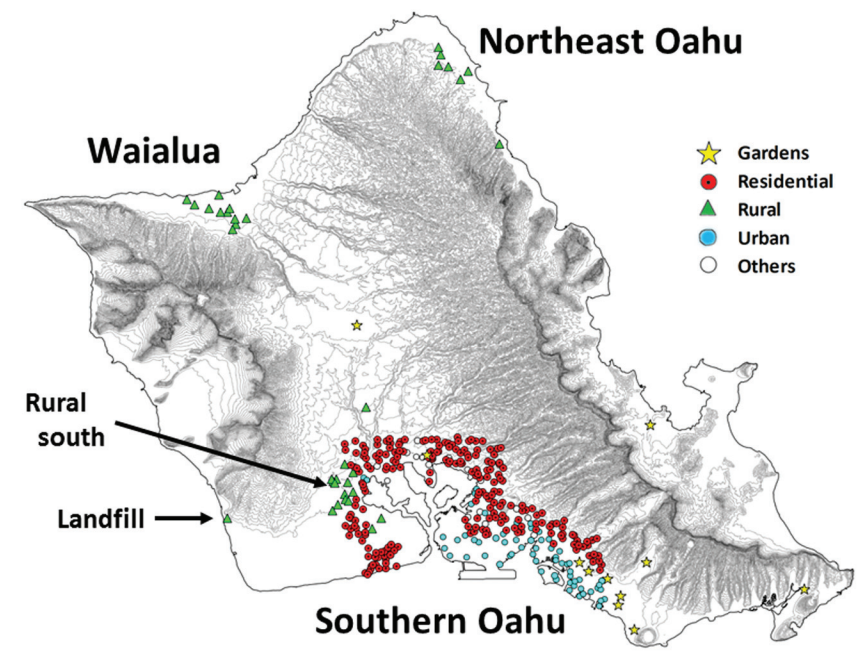 Northeast Oahu
Waialua
Gardens
Residential
Rural
Urban
Others
Rural
south
Landfill
Southern Oahu